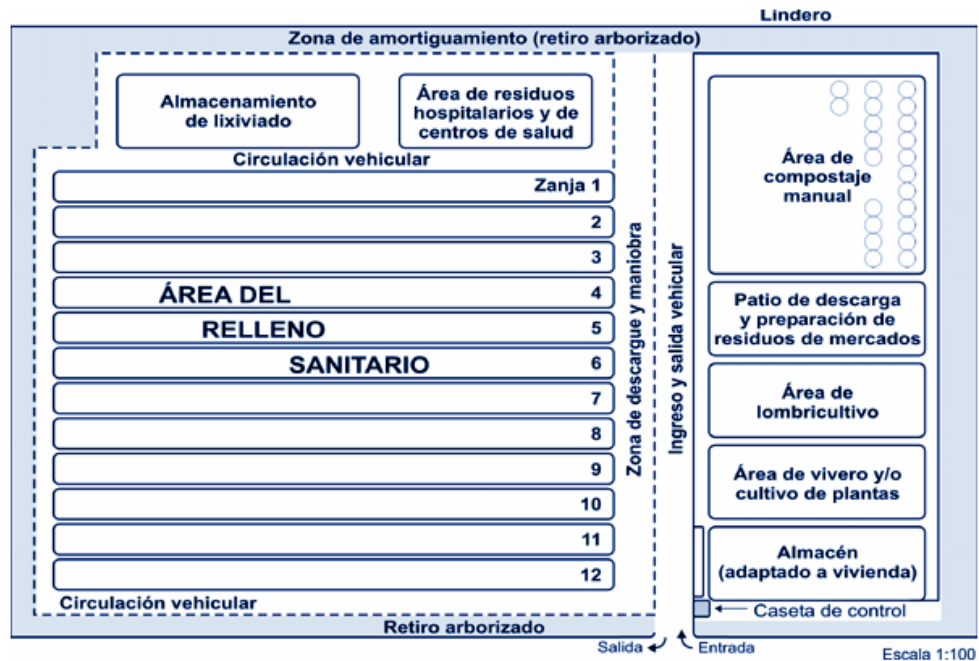 Lindero
Zona de amortiguamiento (retiro arborizado)
Almacenamiento
de lixiviado
Área de residuos
hospitalarios y de
centros de salud
Circulación vehicular
Zanja 1
2
3
ÁREA DEL 4
RELLENO 5
SANITARIO 6
7
8
9
10
11
12
Circulación vehicular
Retiro arborizado
Zona de descargue y maniobra
Ingreso y salida vehicular
Área de
compostaje
manual
Patio de descarga
y preparación de
residuos de mercados
Área de
lombricultivo
Área de vivero y/o
cultivo de plantas
Almacén
(adaptado a vivienda)
Caseta de control
Salida
Entrada
Escala 1:100